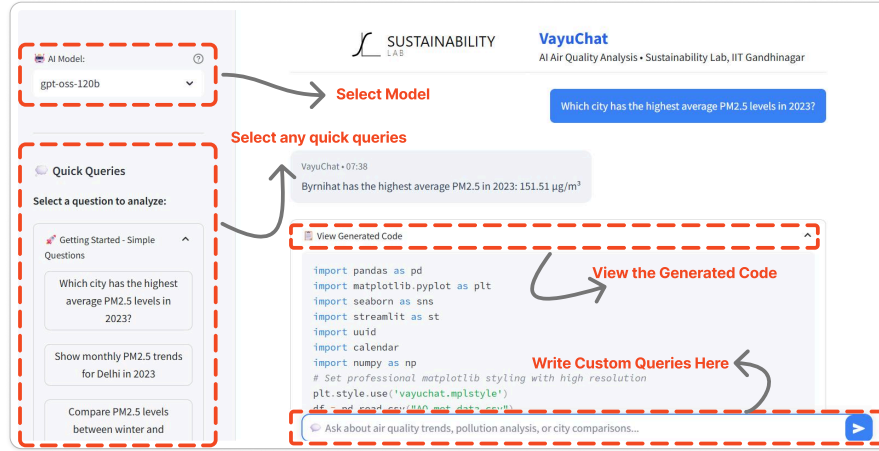 SUSTAINABILITY
LAB
VayuChat
AI Air Quality Analysis • Sustainability Lab, IIT Gandhinagar
AI Model:
gpt-oss-120b
Select Model
Which city has the highest average PM2.5 levels in 2023?
Select any quick queries
Quick Queries
Select a question to analyze:
Getting Started - Simple
Questions
Which city has the highest
average PM2.5 levels in
2023?
Show monthly PM2.5 trends
for Delhi in 2023
Compare PM2.5 levels
between winter and
VayuChat • 07:38
Byrnihat has the highest average PM2.5 in 2023: 151.51 μg/m³
View Generated Code
View the Generated Code
import pandas as pd
import matplotlib.pyplot as plt
import seaborn as sns
import streamlit as st
import uuid
import calendar
import numpy as np
# Set professional matplotlib styling with high resolution
plt.style.use('vayuchat.mplstyle')
df = pd.read_csv("AQ_met_data.csv")
Write Custom Queries Here
Ask about air quality trends, pollution analysis, or city comparisons...